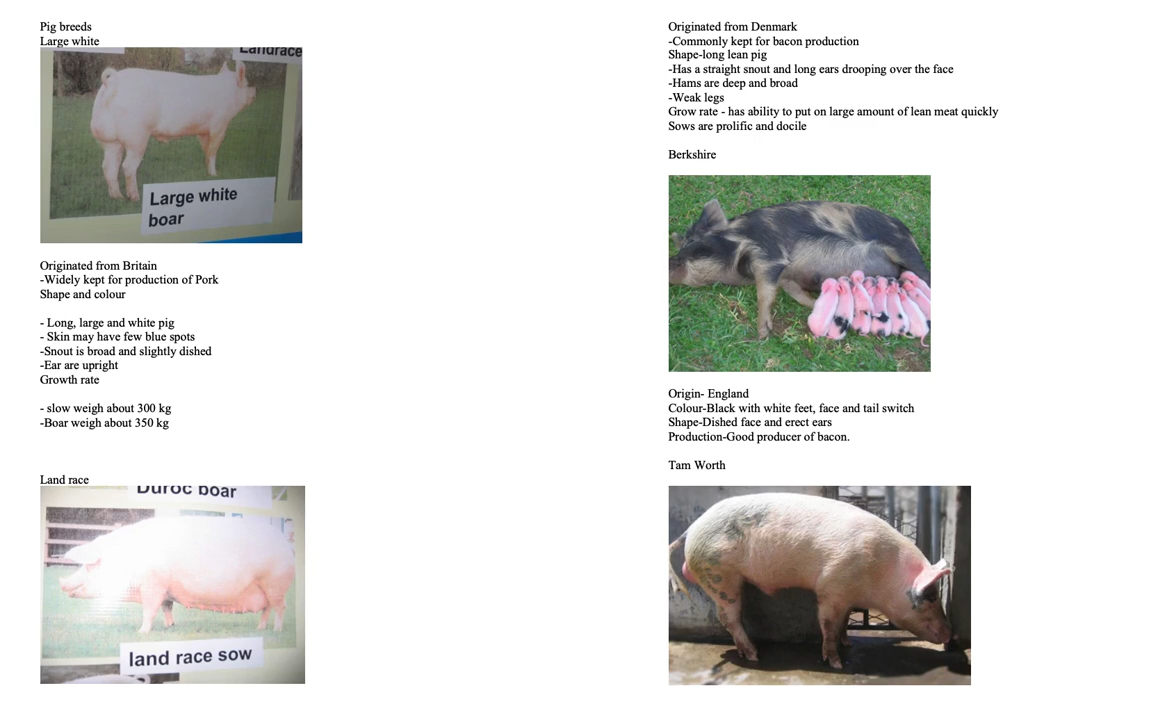 Pig breeds
Large white
Landrace
Large white
boar
Originated from Britain
-Widely kept for production of Pork
Shape and colour
- Long, large and white pig
- Skin may have few blue spots
-Snout is broad and slightly dished
-Ear are upright
Growth rate
- slow weigh about 300 kg
-Boar weigh about 350 kg
Land race
Duroc boar
land race sow
Originated from Denmark
-Commonly kept for bacon production
Shape-long lean pig
-Has a straight snout and long ears drooping over the face
-Hams are deep and broad
-Weak legs
Grow rate - has ability to put on large amount of lean meat quickly
Sows are prolific and docile
Berkshire
Origin- England
Colour-Black with white feet, face and tail switch
Shape-Dished face and erect ears
Production-Good producer of bacon.
Tam Worth